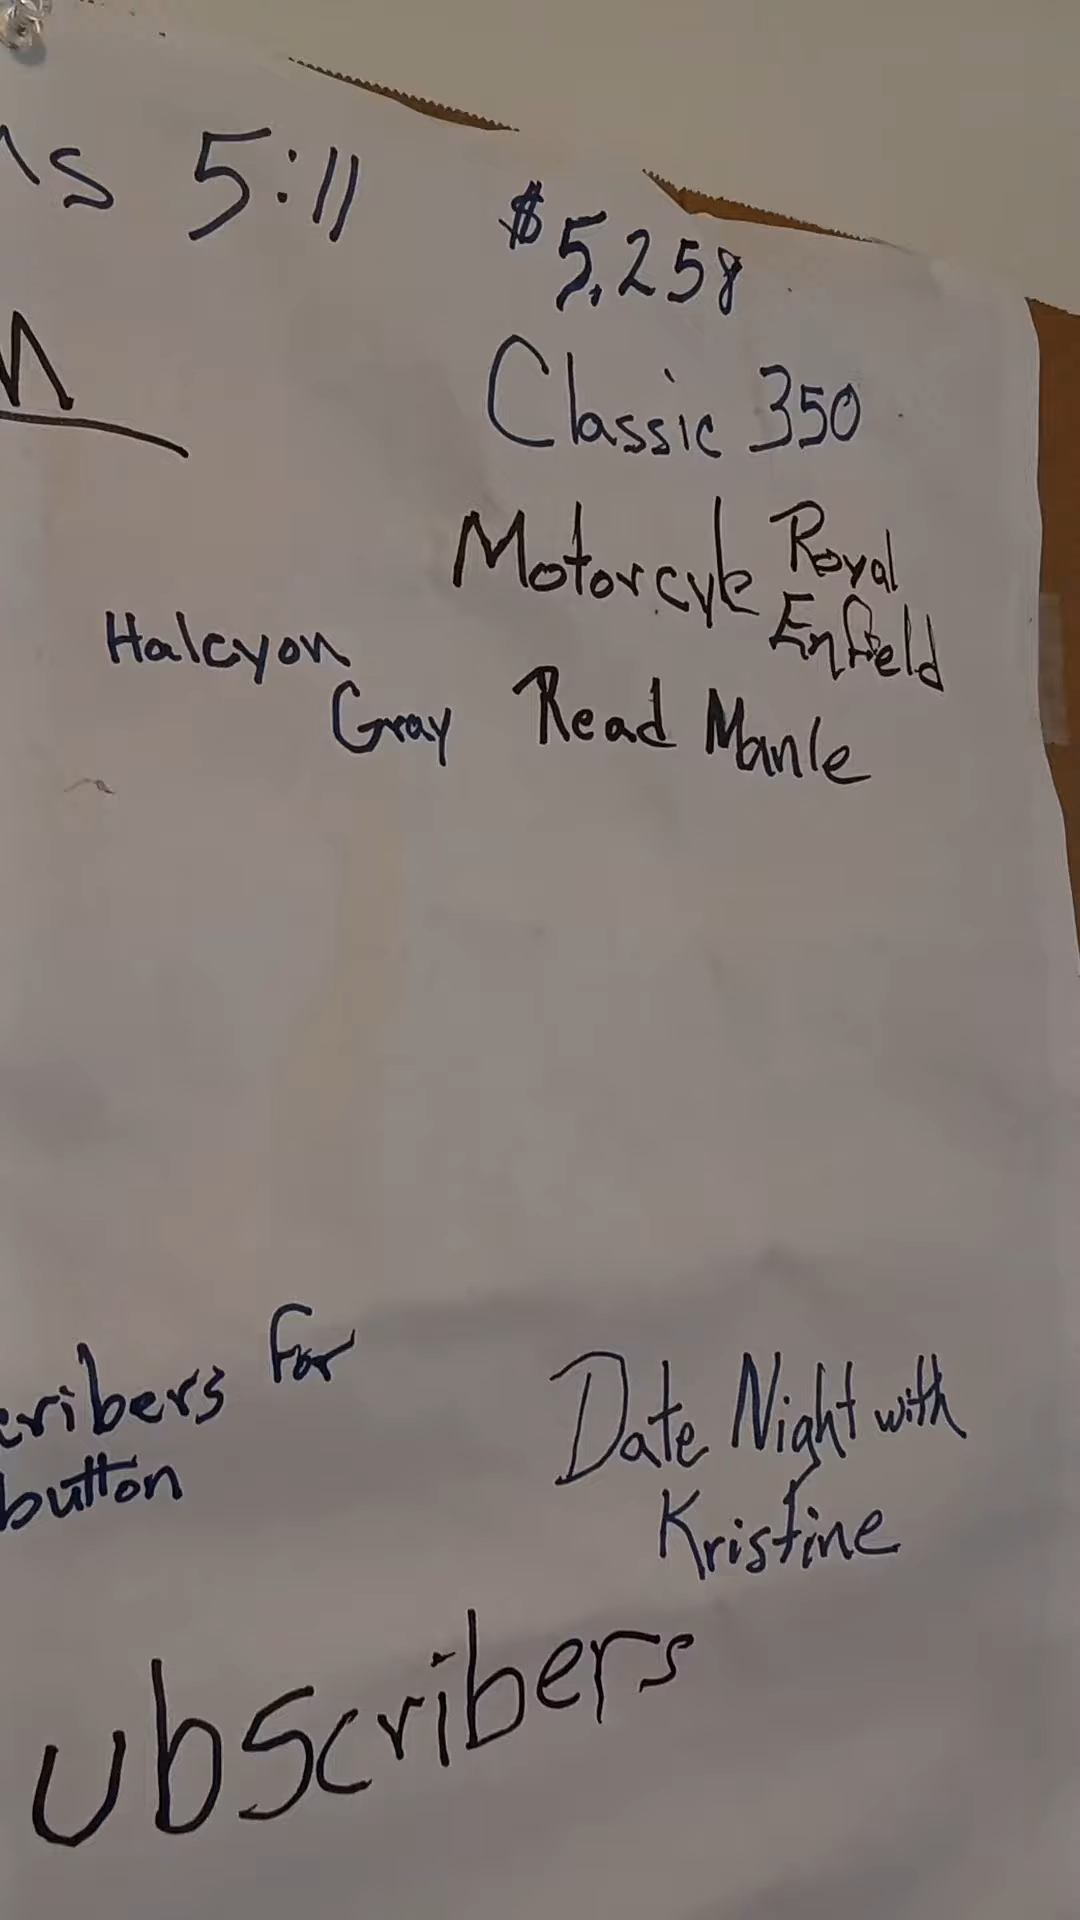 s 5:11
$5,258
Classic 350
Motorcyle Royal
Enfield
Halcyon
Gray Read Manle
cribers for
button
Date Night with
Kristine
ubscribers